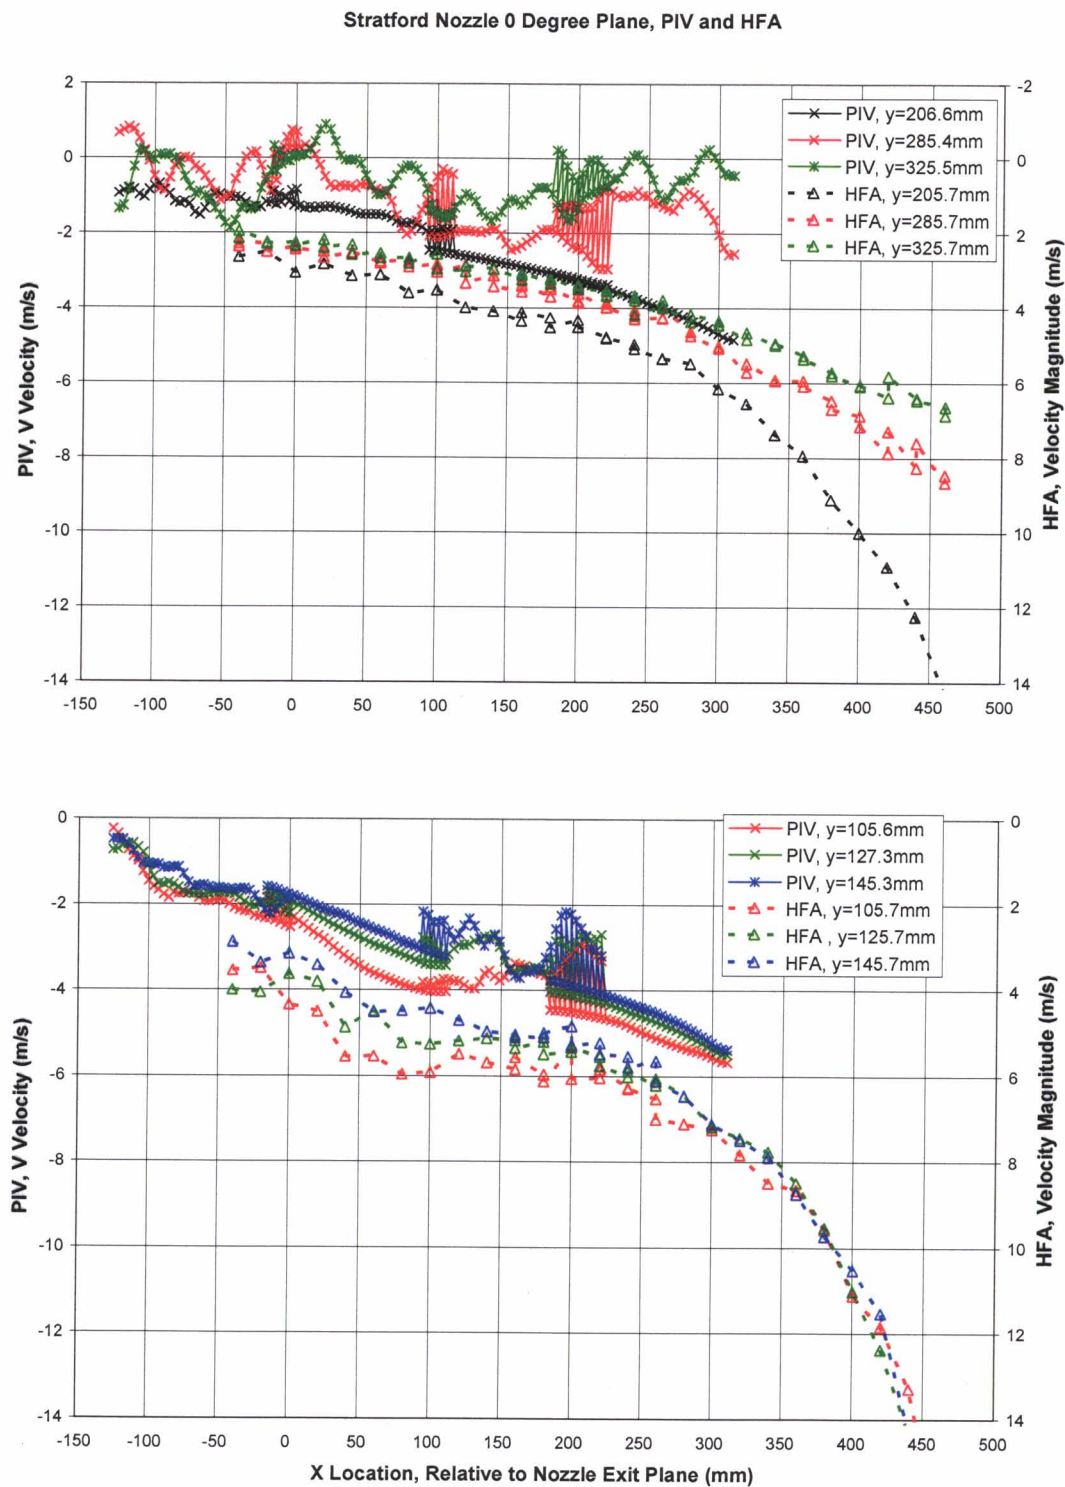 Stratford Nozzle 0 Degree Plane, PIV and HFA
PIV, V Velocity (m/s)
2
0
-2
-4
-6
-8
-10
-12
-14
-150 -100 -50 0 50 100 150 200 250 300 350 400 450 500
PIV, y=206.6mm
PIV, y=285.4mm
PIV, y=325.5mm
HFA, y=205.7mm
HFA, y=285.7mm
HFA, y=325.7mm
-2
0
2
4
6
8
10
12
14
HFA, Velocity Magnitude (m/s)
PIV, V Velocity (m/s)
0
-2
-4
-6
-8
-10
-12
-14
-150 -100 -50 0 50 100 150 200 250 300 350 400 450 500
PIV, y=105.6mm
PIV, y=127.3mm
PIV, y=145.3mm
HFA, y=105.7mm
HFA , y=125.7mm
HFA, y=145.7mm
0
2
4
6
8
10
12
14
HFA, Velocity Magnitude (m/s)
X Location, Relative to Nozzle Exit Plane (mm)